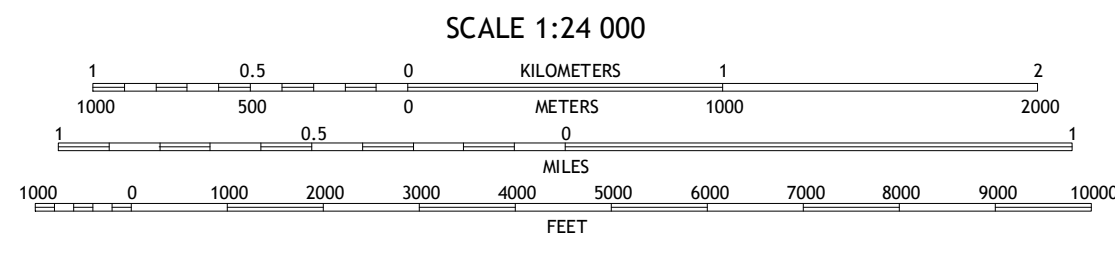 SCALE 1:24 000
1 0.5 0 KILOMETERS 1 2
1000 500 0 METERS 1000 2000
1 0.5 0 1
MILES
1000 0 1000 2000 3000 4000 5000 6000 7000 8000 9000 10000
FEET